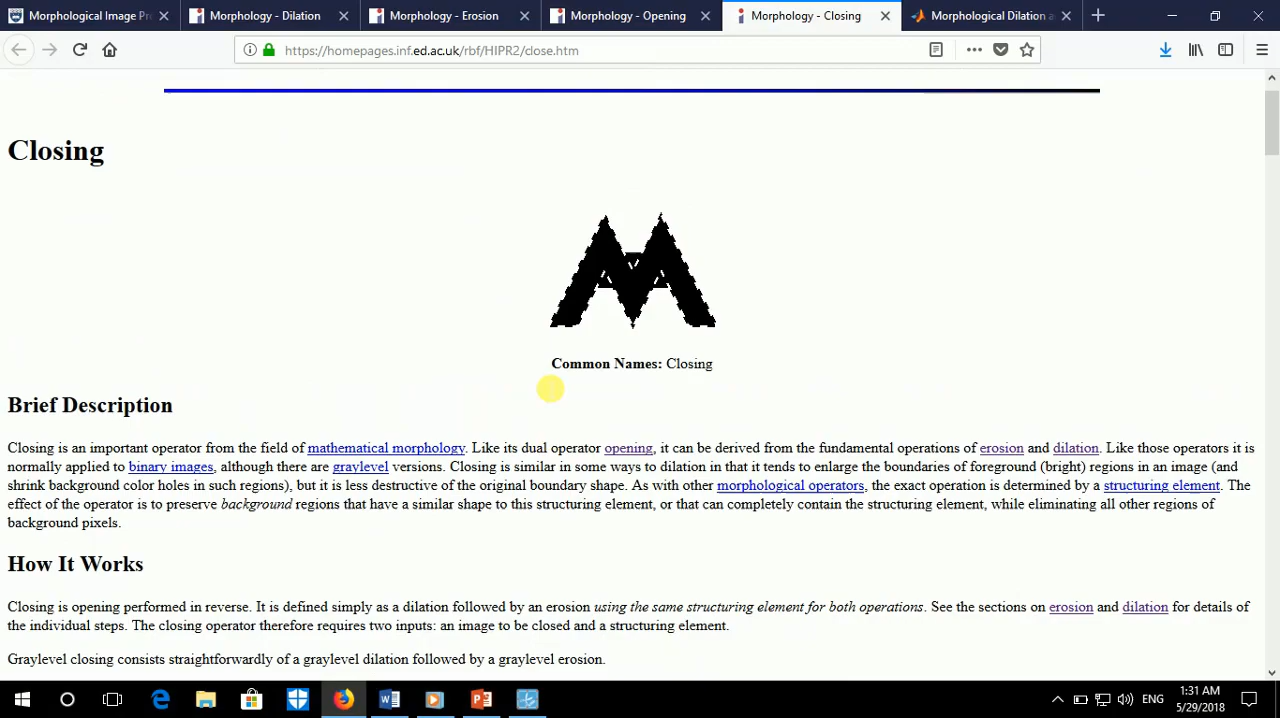 Morphological Image Pr
Morphology - Dilation
Morphology - Erosion
Morphology - Opening
Morphology - Closing
Morphological Dilation a
https://homepages.inf.ed.ac.uk/rbf/HIPR2/close.htm
Closing
Common Names: Closing
Brief Description
Closing is an important operator from the field of mathematical morphology. Like its dual operator opening, it can be derived from the fundamental operations of erosion and dilation. Like those operators it is
normally applied to binary images, although there are graylevel versions. Closing is similar in some ways to dilation in that it tends to enlarge the boundaries of foreground (bright) regions in an image (and
shrink background color holes in such regions), but it is less destructive of the original boundary shape. As with other morphological operators, the exact operation is determined by a structuring element. The
effect of the operator is to preserve background regions that have a similar shape to this structuring element, or that can completely contain the structuring element, while eliminating all other regions of
background pixels.
How It Works
Closing is opening performed in reverse. It is defined simply as a dilation followed by an erosion using the same structuring element for both operations. See the sections on erosion and dilation for details of
the individual steps. The closing operator therefore requires two inputs: an image to be closed and a structuring element.
Graylevel closing consists straightforwardly of a graylevel dilation followed by a graylevel erosion.
ENG
1:31 AM
5/29/2018